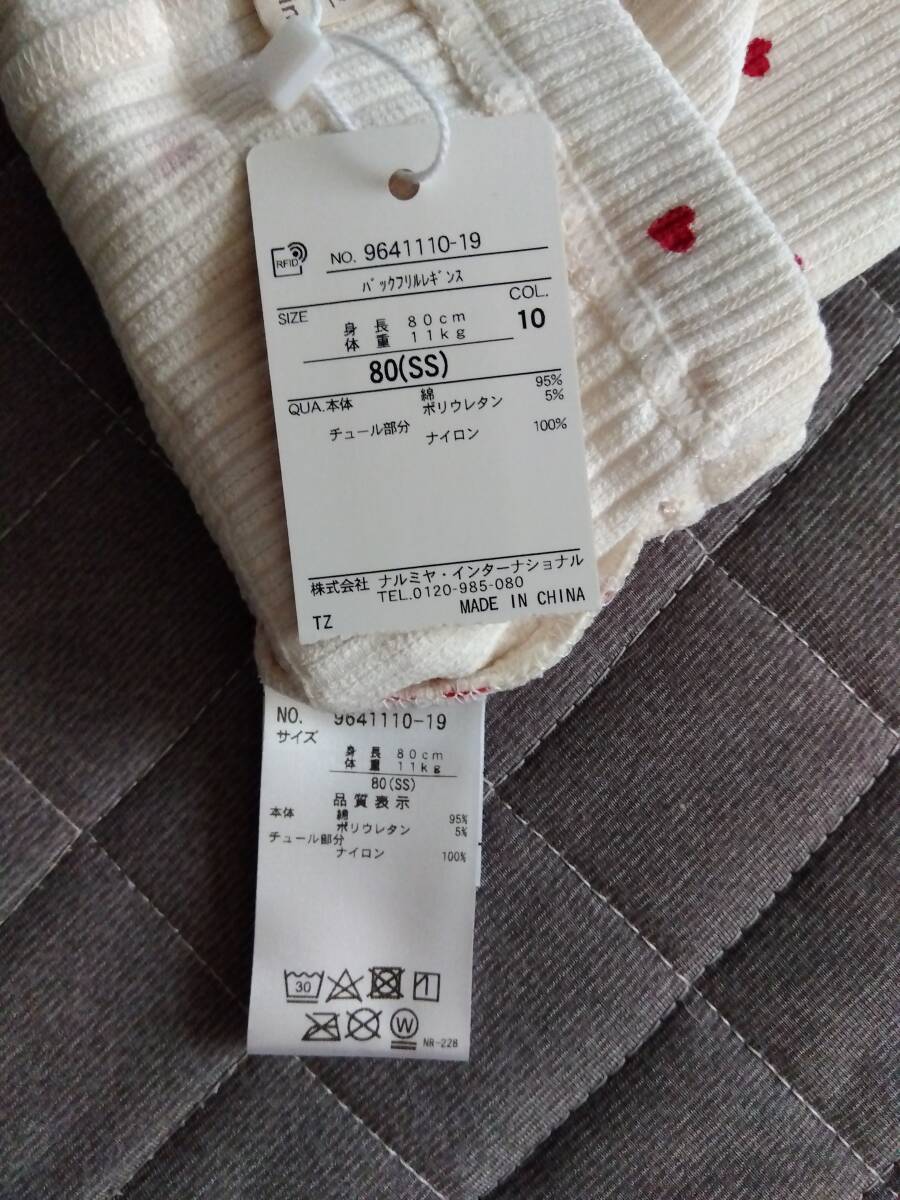 RFID
NO. 9641110-19
ﾊﾞｯｸﾌﾘﾙﾚｷﾞﾝｽ
SIZE
COL.
身 長 80cm
体 重 11kg
10
80(SS)
QUA.本体 綿 95%
ポリウレタン 5%
チュール部分 ナイロン 100%
株式会社 ナルミヤ・インターナショナル
TEL.0120-985-080
TZ
MADE IN CHINA
NO. 9641110-19
サイズ
身 長 80cm
体 重 11kg
80(SS)
品質表示
本体 綿 95%
ポリウレタン 5%
チュール部分
ナイロン 100%
30
W
NR-228